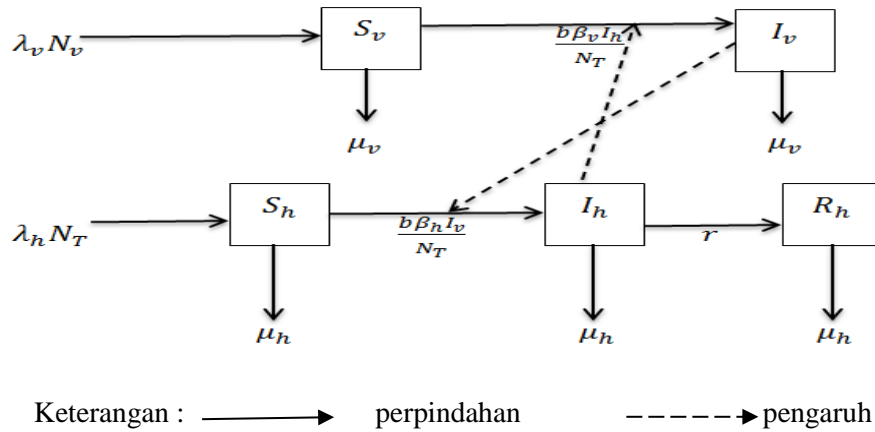 λ_v N_v
S_v
bβ_v I_h / N_T
I_v
μ_v
μ_v
λ_h N_T
S_h
bβ_h I_v / N_T
I_h
r
R_h
μ_h
μ_h
μ_h
Keterangan : perpindahan pengaruh